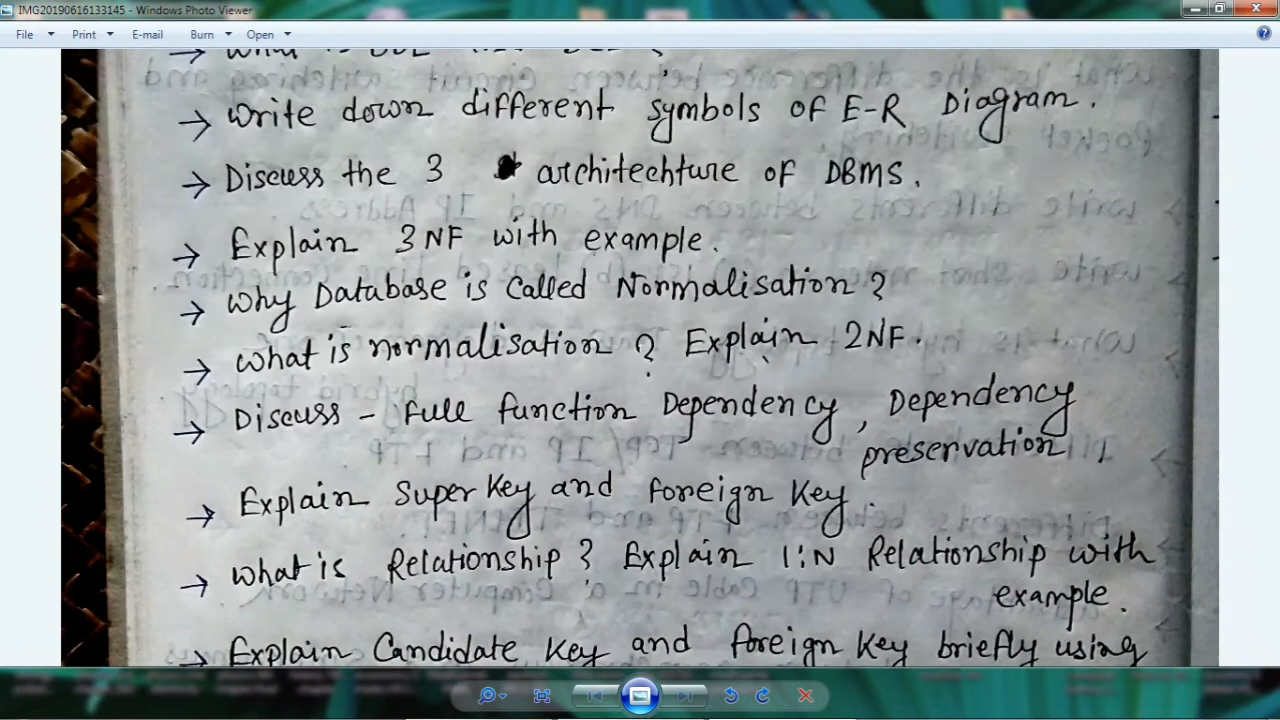 IMG20190616133145 - Windows Photo Viewer
File Print E-mail Burn Open
→ Write down different symbols of E-R Diagram.
→ Discuss the 3 architechture of DBMS.
→ Explain 3NF with example.
→ Why Database is called Normalisation?
→ What is normalisation? Explain 2NF.
→ Discuss - Full function Dependency, Dependency
preservation
→ Explain Super Key and Foreign Key.
→ What is Relationship? Explain 1:N Relationship with
example.
→ Explain Candidate Key and Foreign Key briefly using